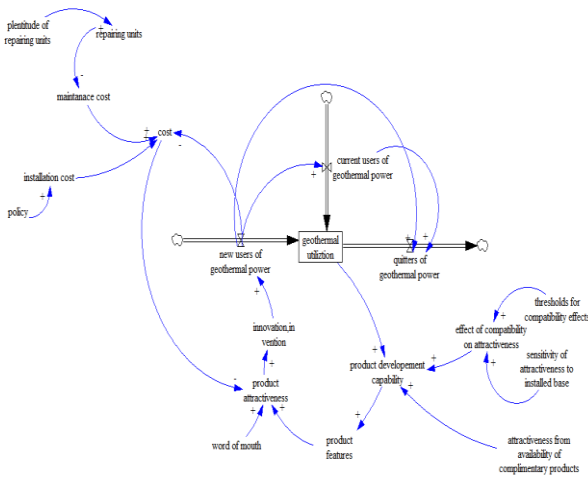 plentitude of
repairing units
repairing units
maintanace cost
cost
installation cost
policy
current users of
geothermal power
new users of
geothermal power
geothermal
utiliztion
quitters of
geothermal power
innovation,in
vention
product
attractiveness
word of mouth
product
features
product developement
capability
effect of compatibility
on attractiveness
thresholds for
compatibility effects
sensitivity of
attractiveness to
installed base
attractiveness from
availability of
complimentary products